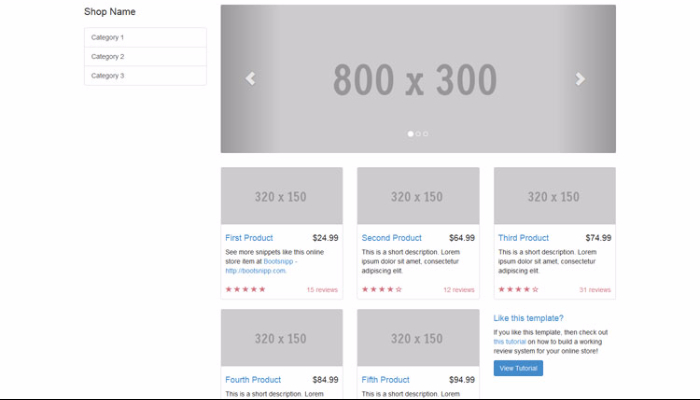 Shop Name
Category 1
Category 2
Category 3
800 x 300
320 x 150
320 x 150
320 x 150
First Product $24.99
See more snippets like this online
store item at Bootsnipp -
http://bootsnipp.com.
15 reviews
Second Product $64.99
This is a short description. Lorem
ipsum dolor sit amet, consectetur
adipiscing elit.
12 reviews
Third Product $74.99
This is a short description. Lorem
ipsum dolor sit amet, consectetur
adipiscing elit.
31 reviews
320 x 150
320 x 150
Fourth Product $84.99
This is a short description. Lorem
Fifth Product $94.99
This is a short description. Lorem
Like this template?
If you like this template, then check out
this tutorial on how to build a working
review system for your online store!
View Tutorial